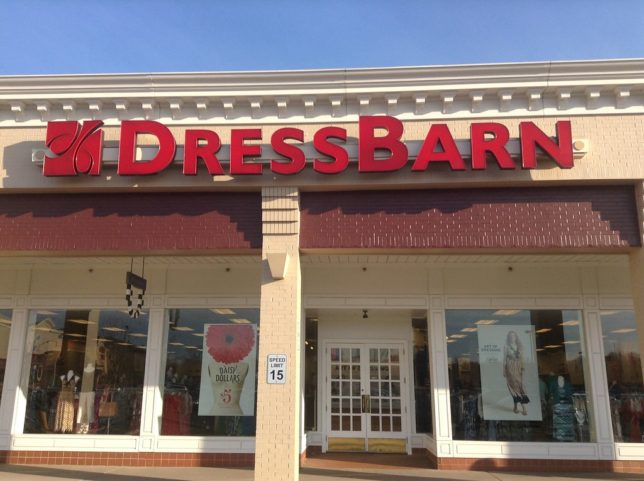 DRESSBARN
DAISY
DOLLARS
$5
SPEED
LIMIT
15